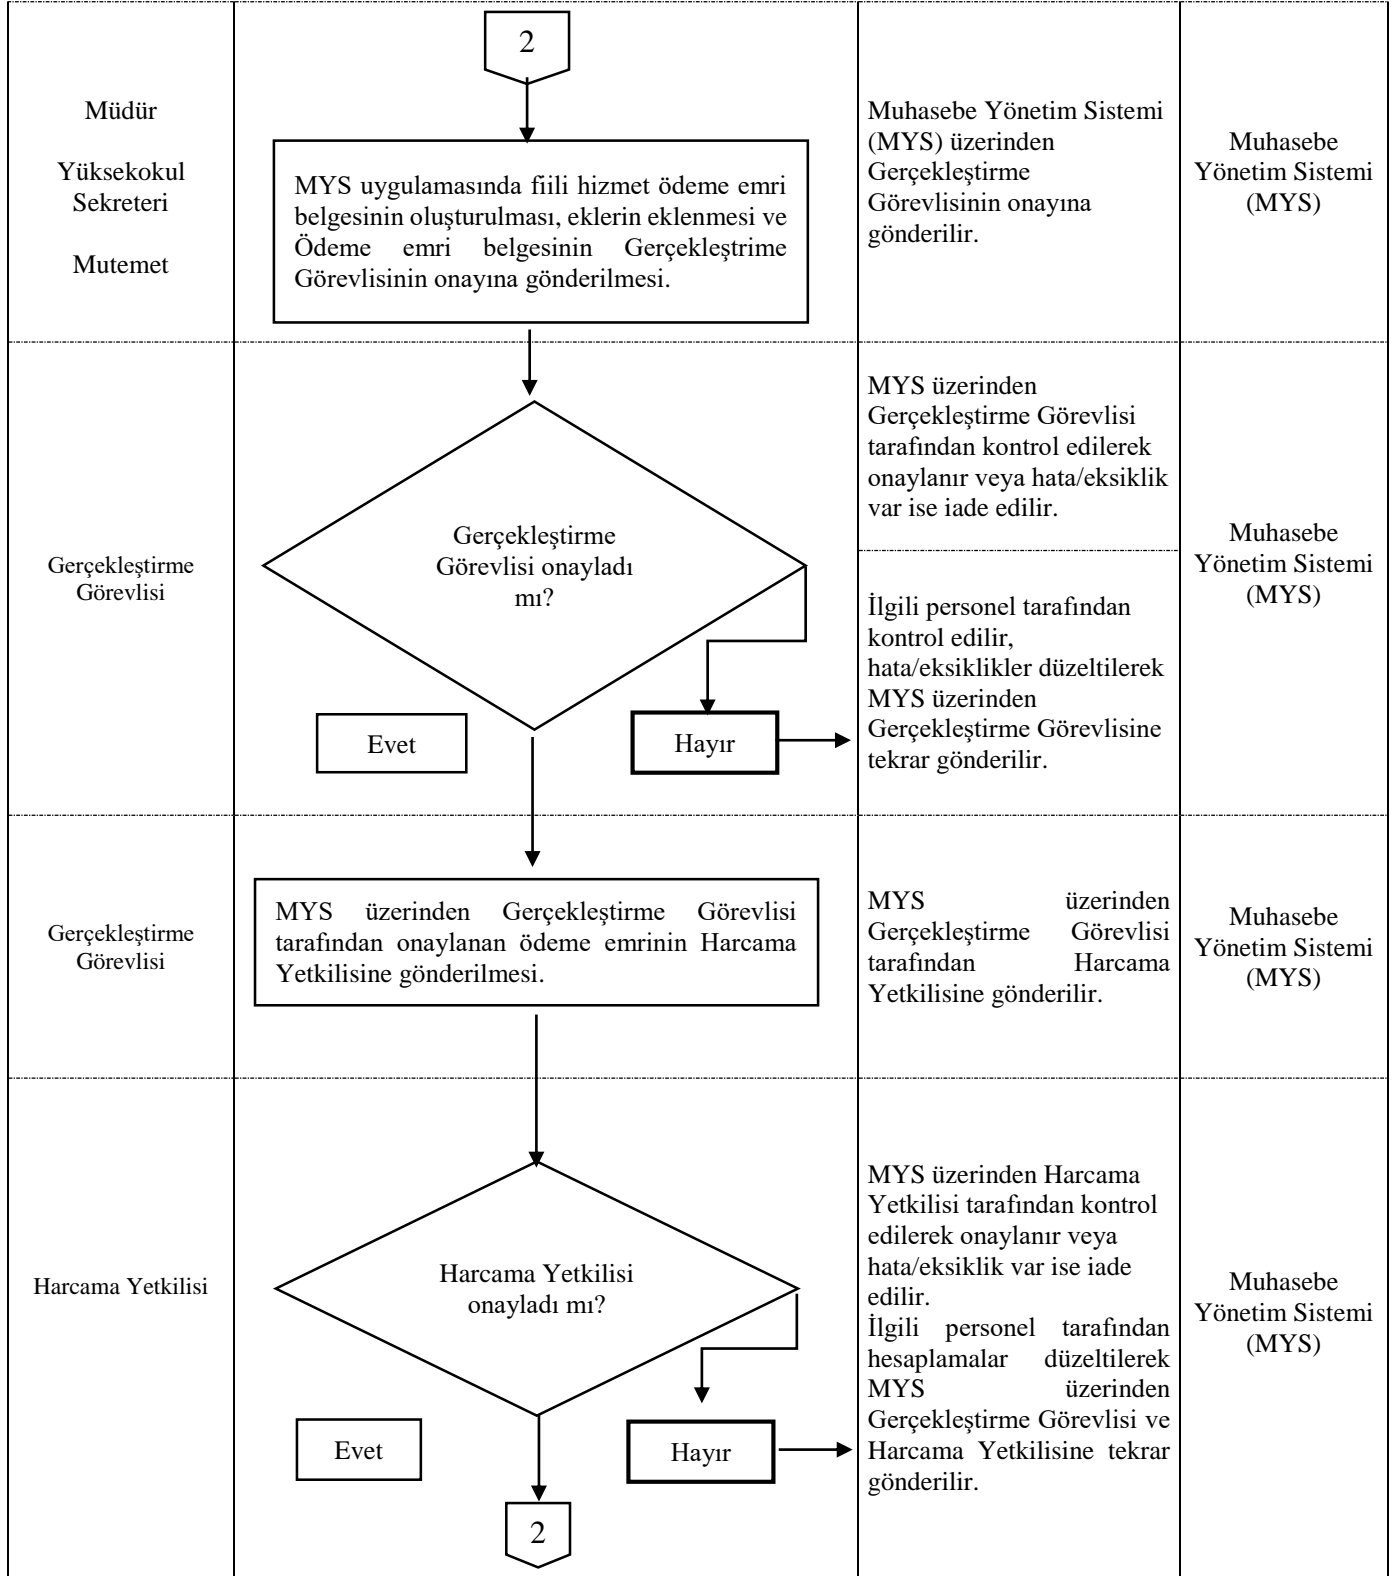 2
Müdür
Yüksekokul
Sekreteri
Mutemet
MYS uygulamasında fiili hizmet ödeme emri
belgesinin oluşturulması, eklerin eklenmesi ve
Ödeme emri belgesinin Gerçekleştrime
Görevlisinin onayına gönderilmesi.
Muhasebe Yönetim Sistemi
(MYS) üzerinden
Gerçekleştirme
Görevlisinin onayına
gönderilir.
Muhasebe
Yönetim Sistemi
(MYS)
Gerçekleştirme
Görevlisi
Gerçekleştirme
Görevlisi onayladı
mı?
Evet
Hayır
MYS üzerinden
Gerçekleştirme Görevlisi
tarafından kontrol edilerek
onaylanır veya hata/eksiklik
var ise iade edilir.
İlgili personel tarafından
kontrol edilir,
hata/eksiklikler düzeltilerek
MYS üzerinden
Gerçekleştirme Görevlisine
tekrar gönderilir.
Muhasebe
Yönetim Sistemi
(MYS)
Gerçekleştirme
Görevlisi
MYS üzerinden Gerçekleştirme Görevlisi
tarafından onaylanan ödeme emrinin Harcama
Yetkilisine gönderilmesi.
MYS üzerinden
Gerçekleştirme Görevlisi
tarafından Harcama
Yetkilisine gönderilir.
Muhasebe
Yönetim Sistemi
(MYS)
Harcama Yetkilisi
Harcama Yetkilisi
onayladı mı?
Evet
Hayır
2
MYS üzerinden Harcama
Yetkilisi tarafından kontrol
edilerek onaylanır veya
hata/eksiklik var ise iade
edilir.
İlgili personel tarafından
hesaplamalar düzeltilerek
MYS üzerinden
Gerçekleştirme Görevlisi ve
Harcama Yetkilisine tekrar
gönderilir.
Muhasebe
Yönetim Sistemi
(MYS)